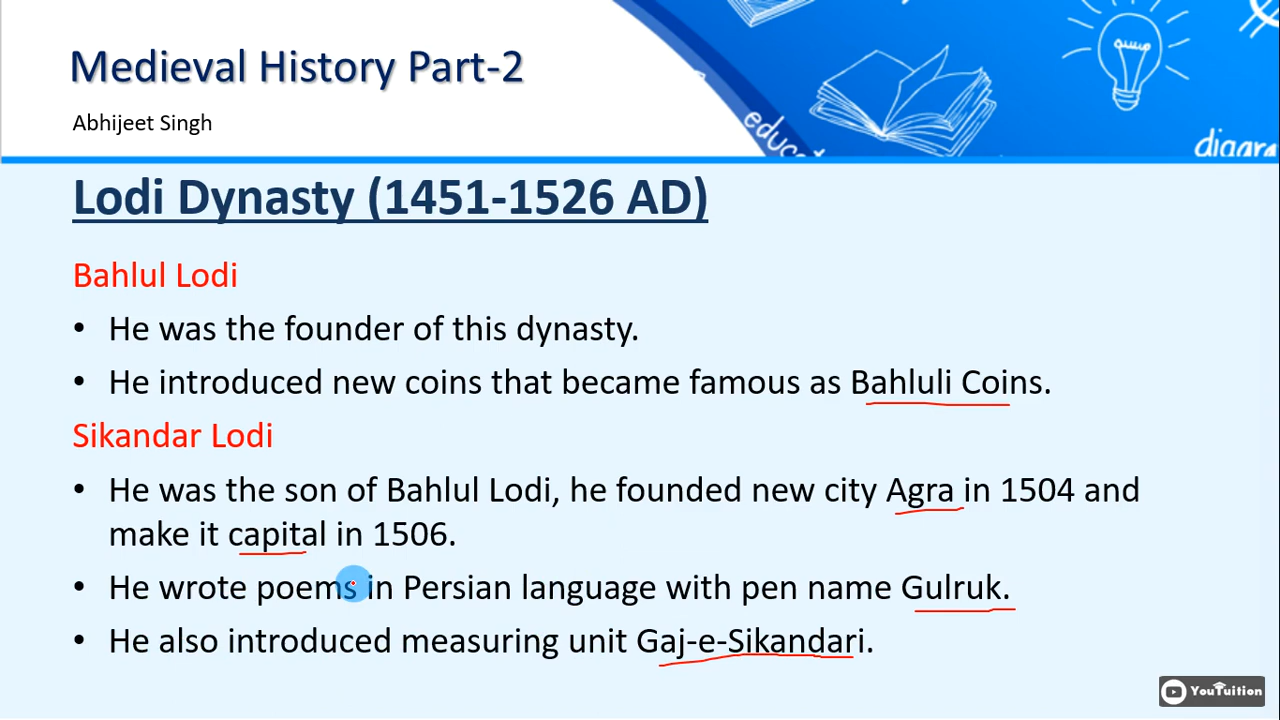 Medieval History Part-2
Abhijeet Singh
educat
diagra
Lodi Dynasty (1451-1526 AD)
Bahlul Lodi
• He was the founder of this dynasty.
• He introduced new coins that became famous as Bahluli Coins.
Sikandar Lodi
• He was the son of Bahlul Lodi, he founded new city Agra in 1504 and
make it capital in 1506.
• He wrote poems in Persian language with pen name Gulruk.
• He also introduced measuring unit Gaj-e-Sikandari.
YouTuition